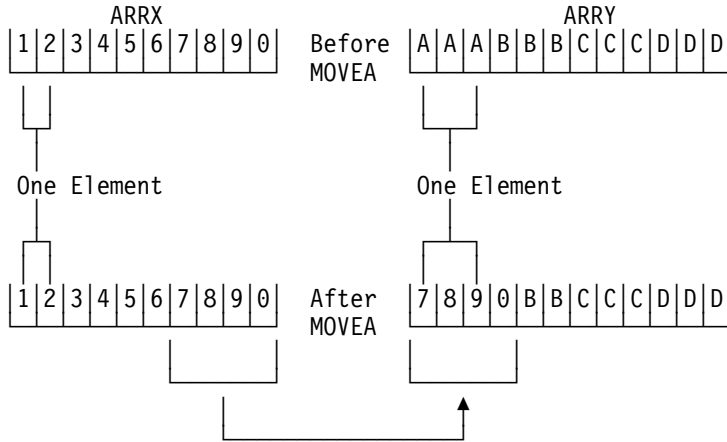 ARRX ARRY
1 2 3 4 5 6 7 8 9 0 Before A A A B B B C C C D D D
MOVEA
One Element One Element
1 2 3 4 5 6 7 8 9 0 After 7 8 9 0 B B C C C D D D
MOVEA